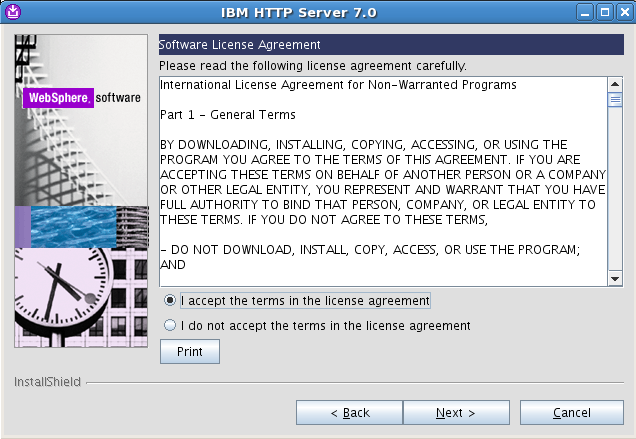 IBM HTTP Server 7.0
WebSphere. software
Software License Agreement
Please read the following license agreement carefully.
International License Agreement for Non-Warranted Programs
Part 1 - General Terms
BY DOWNLOADING, INSTALLING, COPYING, ACCESSING, OR USING THE
PROGRAM YOU AGREE TO THE TERMS OF THIS AGREEMENT. IF YOU ARE
ACCEPTING THESE TERMS ON BEHALF OF ANOTHER PERSON OR A COMPANY
OR OTHER LEGAL ENTITY, YOU REPRESENT AND WARRANT THAT YOU HAVE
FULL AUTHORITY TO BIND THAT PERSON, COMPANY, OR LEGAL ENTITY TO
THESE TERMS. IF YOU DO NOT AGREE TO THESE TERMS,
- DO NOT DOWNLOAD, INSTALL, COPY, ACCESS, OR USE THE PROGRAM;
AND
I accept the terms in the license agreement
I do not accept the terms in the license agreement
Print
InstallShield
< Back
Next >
Cancel